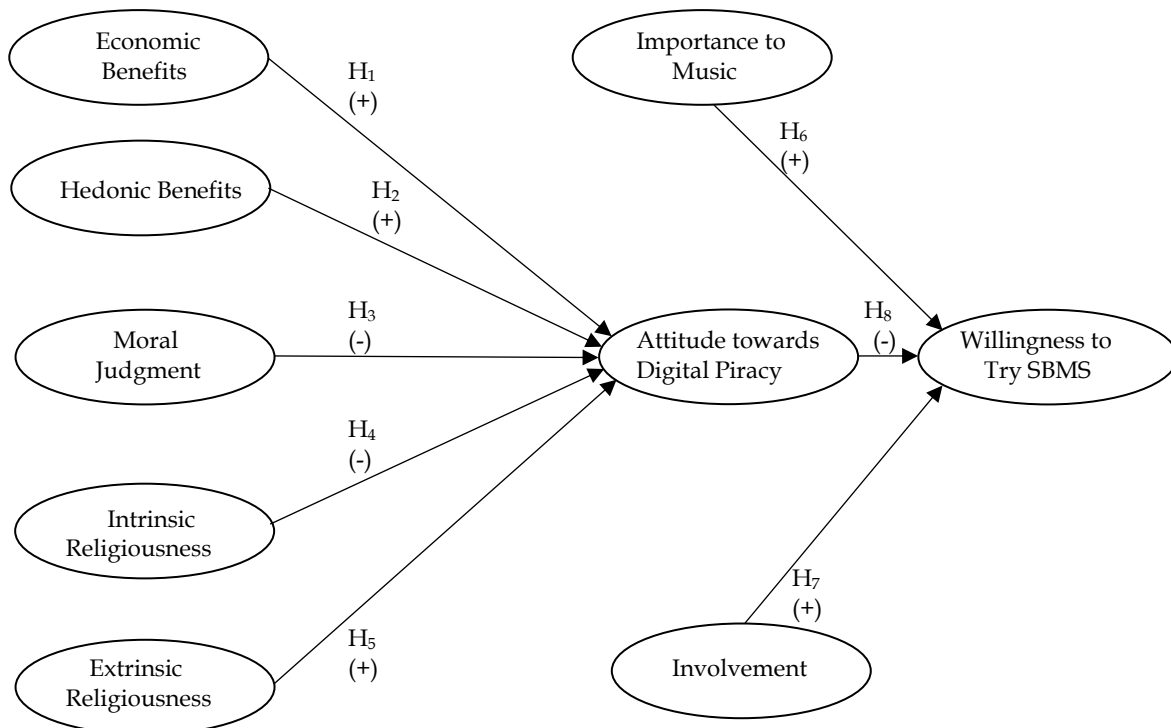 Economic
Benefits
H₁
(+)
Importance to
Music
H₆
(+)
Hedonic Benefits
H₂
(+)
Moral
Judgment
H₃
(-)
Attitude towards
Digital Piracy
H₈
(-)
Willingness to
Try SBMS
Intrinsic
Religiousness
H₄
(-)
Extrinsic
Religiousness
H₅
(+)
Involvement
H₇
(+)